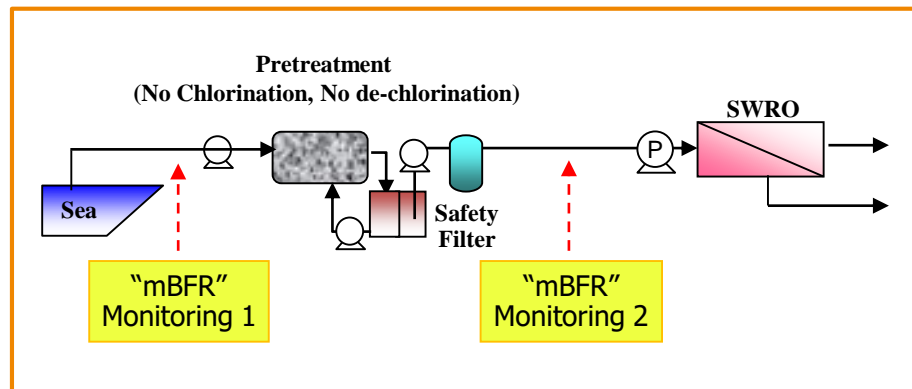 Pretreatment
(No Chlorination, No de-chlorination)
SWRO
P
Sea
Safety
Filter
“mBFR”
Monitoring 1
“mBFR”
Monitoring 2